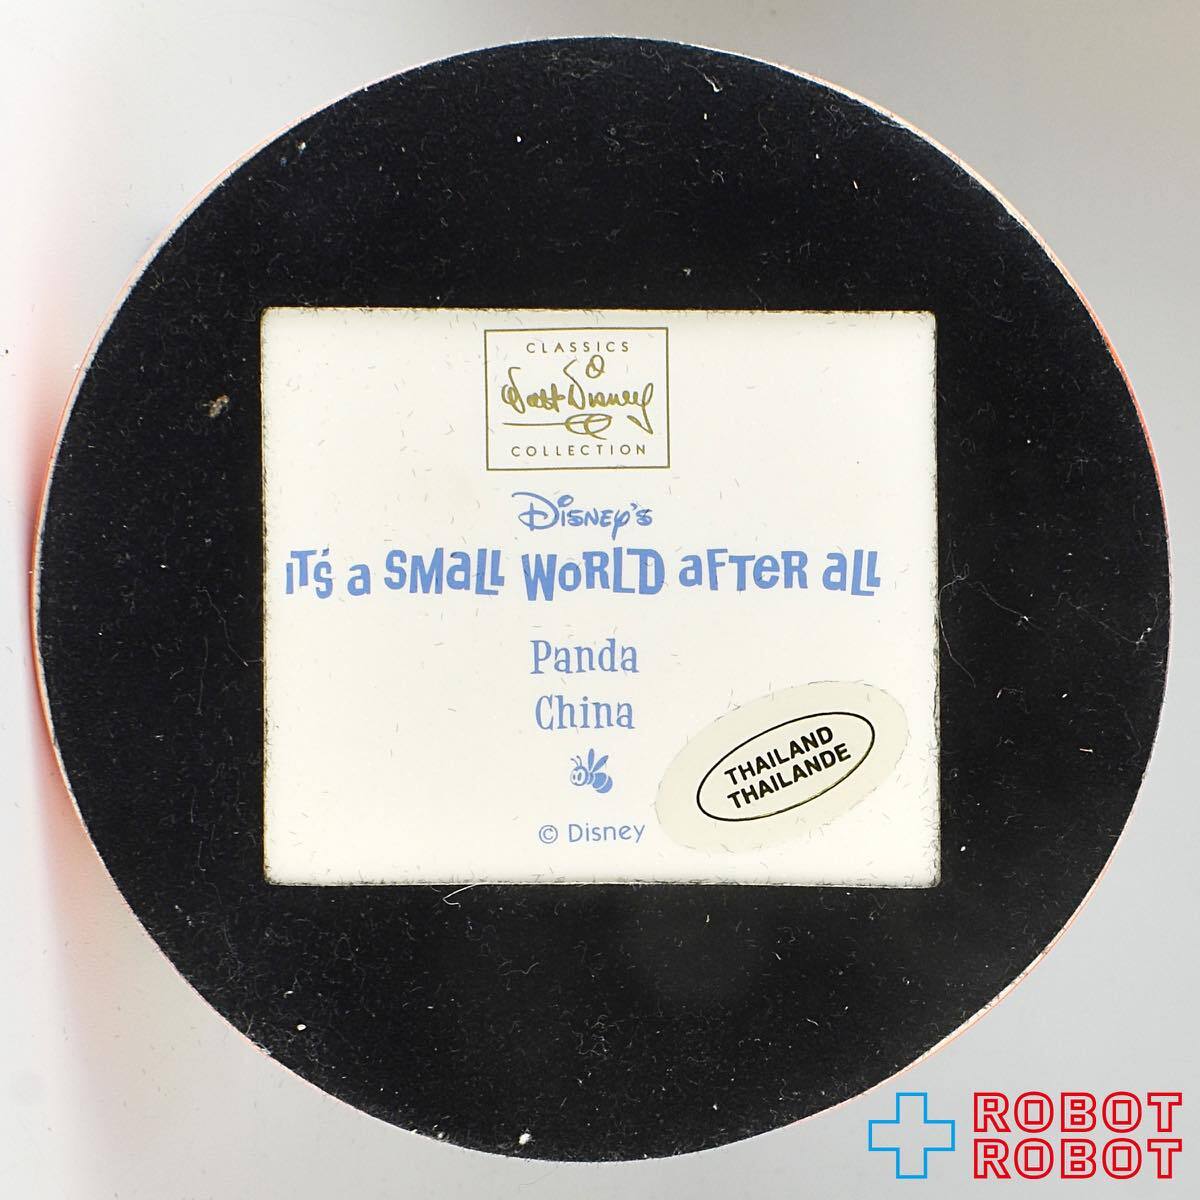 CLASSICS
Walt Disney
COLLECTION
DISNEY'S
IT'S a SMaLL WORLD aFTER aLL
Panda
China
© Disney
THAILAND
THAILANDE
ROBOT
ROBOT